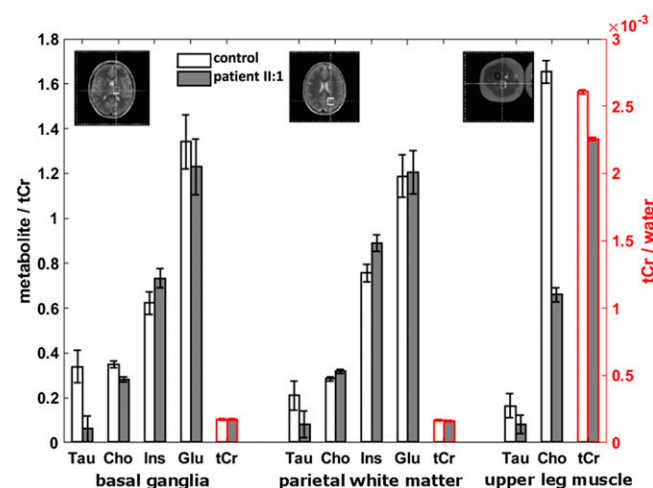 control
patient II:1
metabolite / tCr
1.8
1.6
1.4
1.2
1
0.8
0.6
0.4
0.2
0
3 ×10⁻³
2.5
2
1.5
1
0.5
0
tCr / water
Tau Cho Ins Glu tCr Tau Cho Ins Glu tCr Tau Cho tCr
basal ganglia parietal white matter upper leg muscle